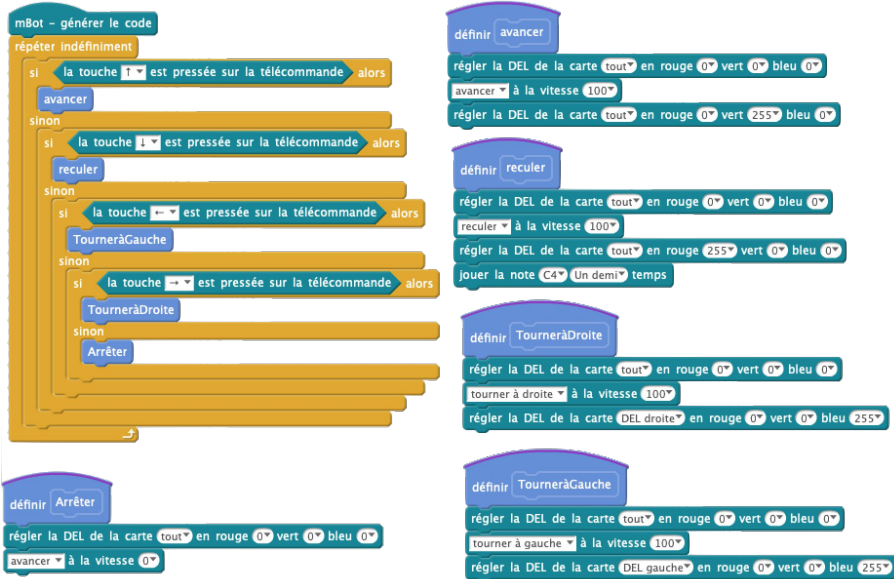 mBot - générer le code
répéter indéfiniment
si la touche ↑ est pressée sur la télécommande alors
avancer
sinon
si la touche ↓ est pressée sur la télécommande alors
reculer
sinon
si la touche ← est pressée sur la télécommande alors
TourneràGauche
sinon
si la touche → est pressée sur la télécommande alors
TourneràDroite
sinon
Arrêter
définir Arrêter
régler la DEL de la carte tout en rouge 0 vert 0 bleu 0
avancer à la vitesse 0
définir avancer
régler la DEL de la carte tout en rouge 0 vert 0 bleu 0
avancer à la vitesse 100
régler la DEL de la carte tout en rouge 0 vert 255 bleu 0
définir reculer
régler la DEL de la carte tout en rouge 0 vert 0 bleu 0
reculer à la vitesse 100
régler la DEL de la carte tout en rouge 255 vert 0 bleu 0
jouer la note C4 Un demi temps
définir TourneràDroite
régler la DEL de la carte tout en rouge 0 vert 0 bleu 0
tourner à droite à la vitesse 100
régler la DEL de la carte DEL droite en rouge 0 vert 0 bleu 255
définir TourneràGauche
régler la DEL de la carte tout en rouge 0 vert 0 bleu 0
tourner à gauche à la vitesse 100
régler la DEL de la carte DEL gauche en rouge 0 vert 0 bleu 255